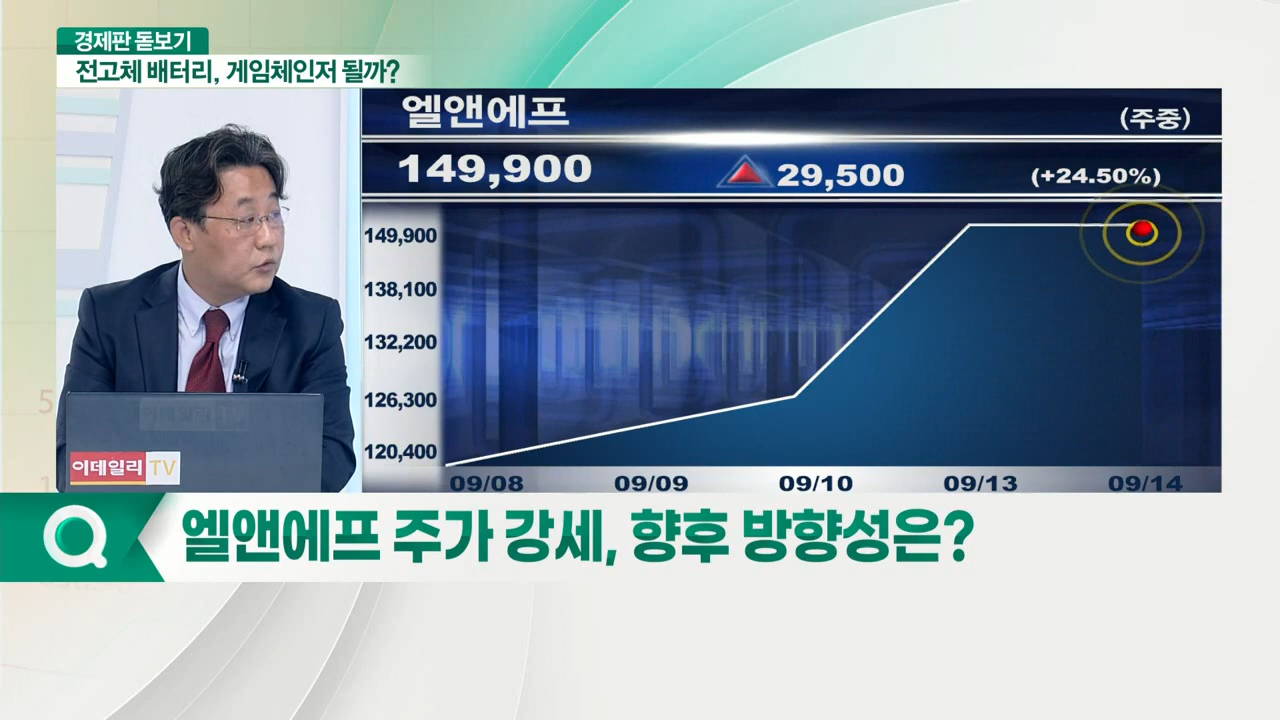 경제판 돋보기
전고체 배터리, 게임체인저 될까?
엘앤에프 (주중)
149,900 29,500 (+24.50%)
149,900
138,100
132,200
126,300
120,400
09/08 09/09 09/10 09/13 09/14
이데일리 TV
엘앤에프 주가 강세, 향후 방향성은?